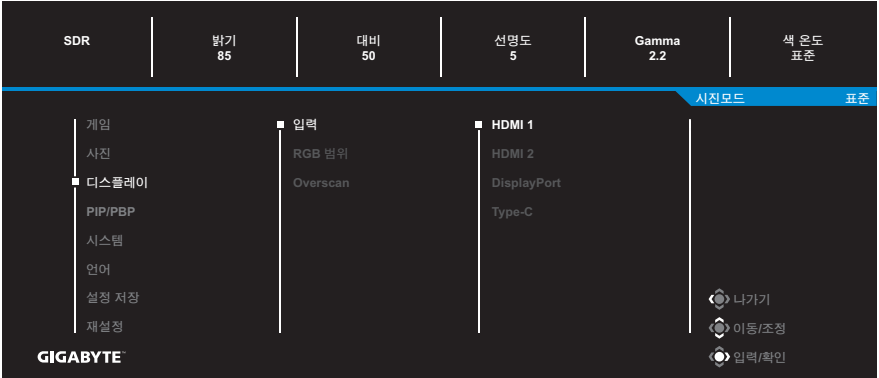 SDR
밝기
85
대비
50
선명도
5
Gamma
2.2
색 온도
표준
시진모드 표준
게임
사진
디스플레이
PIP/PBP
시스템
언어
설정 저장
재설정
입력
RGB 범위
Overscan
HDMI 1
HDMI 2
DisplayPort
Type-C
나가기
이동/조정
입력/확인
GIGABYTE™